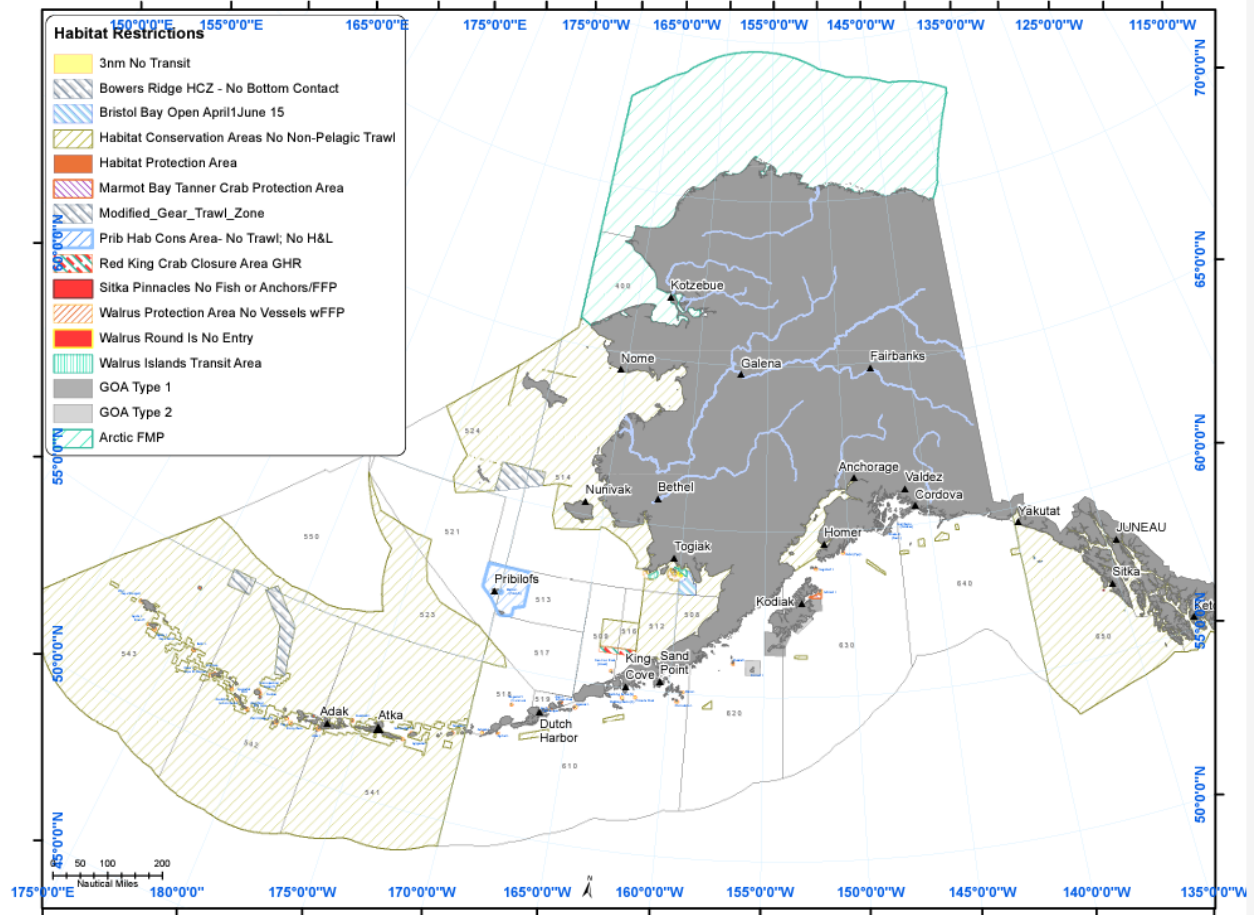 150°0'0"E 155°0'0"E 165°0'0"E 175°0'0"E 175°0'0"W 165°0'0"W 155°0'0"W 145°0'0"W 135°0'0"W 125°0'0"W 115°0'0"W
Habitat Restrictions
3nm No Transit
Bowers Ridge HCZ - No Bottom Contact
Bristol Bay Open April1June 15
Habitat Conservation Areas No Non-Pelagic Trawl
Habitat Protection Area
Marmot Bay Tanner Crab Protection Area
Modified_Gear_Trawl_Zone
Prib Hab Cons Area- No Trawl; No H&L
Red King Crab Closure Area GHR
Sitka Pinnacles No Fish or Anchors/FFP
Walrus Protection Area No Vessels wFFP
Walrus Round Is No Entry
Walrus Islands Transit Area
GOA Type 1
GOA Type 2
Arctic FMP
70°0'0"N
65°0'0"N
60°0'0"N
55°0'0"N
50°0'0"N
60°0'0"N
55°0'0"N
50°0'0"N
45°0'0"N
400
Kotzebue
Nome
Galena
Fairbanks
524
514
Nunivak
Bethel
Anchorage
Valdez
Cordova
Yakutat
JUNEAU
Sitka
Ket
521
550
Homer
Togiak
Pribilofs
513
523
508
512
516
509
517
Kodiak
640
650
630
543
King
Cove
Sand
Point
518
519
620
Adak
Atka
Dutch
Harbor
542
541
610
0 50 100 200
Nautical Miles
N
175°0'0"E 180°0'0" 175°0'0"W 170°0'0"W 165°0'0"W 160°0'0"W 155°0'0"W 150°0'0"W 145°0'0"W 140°0'0"W 135°0'0"W